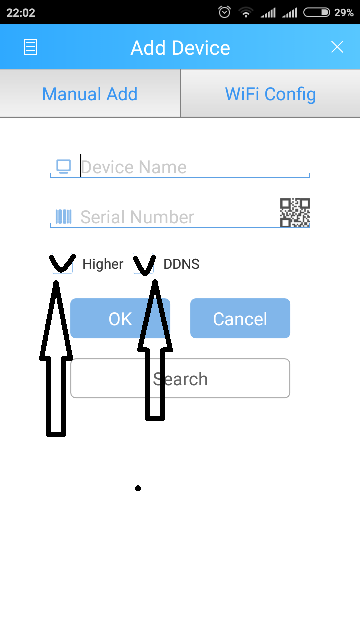 22:02 29%
Add Device
Manual Add WiFi Config
Device Name
Serial Number
Higher DDNS
OK Cancel
Search